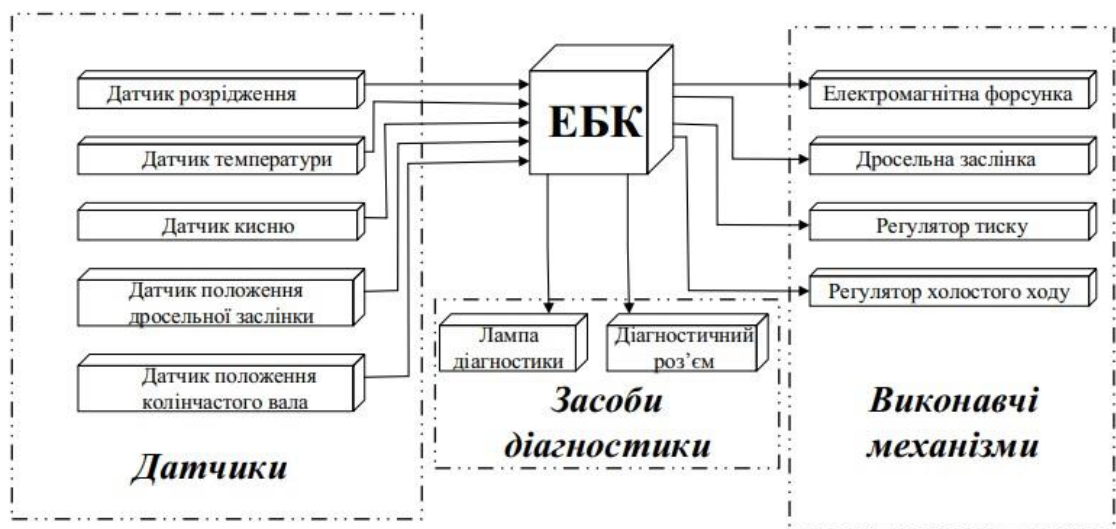 Датчик розрідження
Датчик температури
Датчик кисню
Датчик положення
дросельної заслінки
Датчик положення
колінчастого вала
Датчики
ЕБК
Лампа
діагностики
Діагностичний
роз’єм
Засоби
діагностики
Електромагнітна форсунка
Дросельна заслінка
Регулятор тиску
Регулятор холостого ходу
Виконавчі
механізми